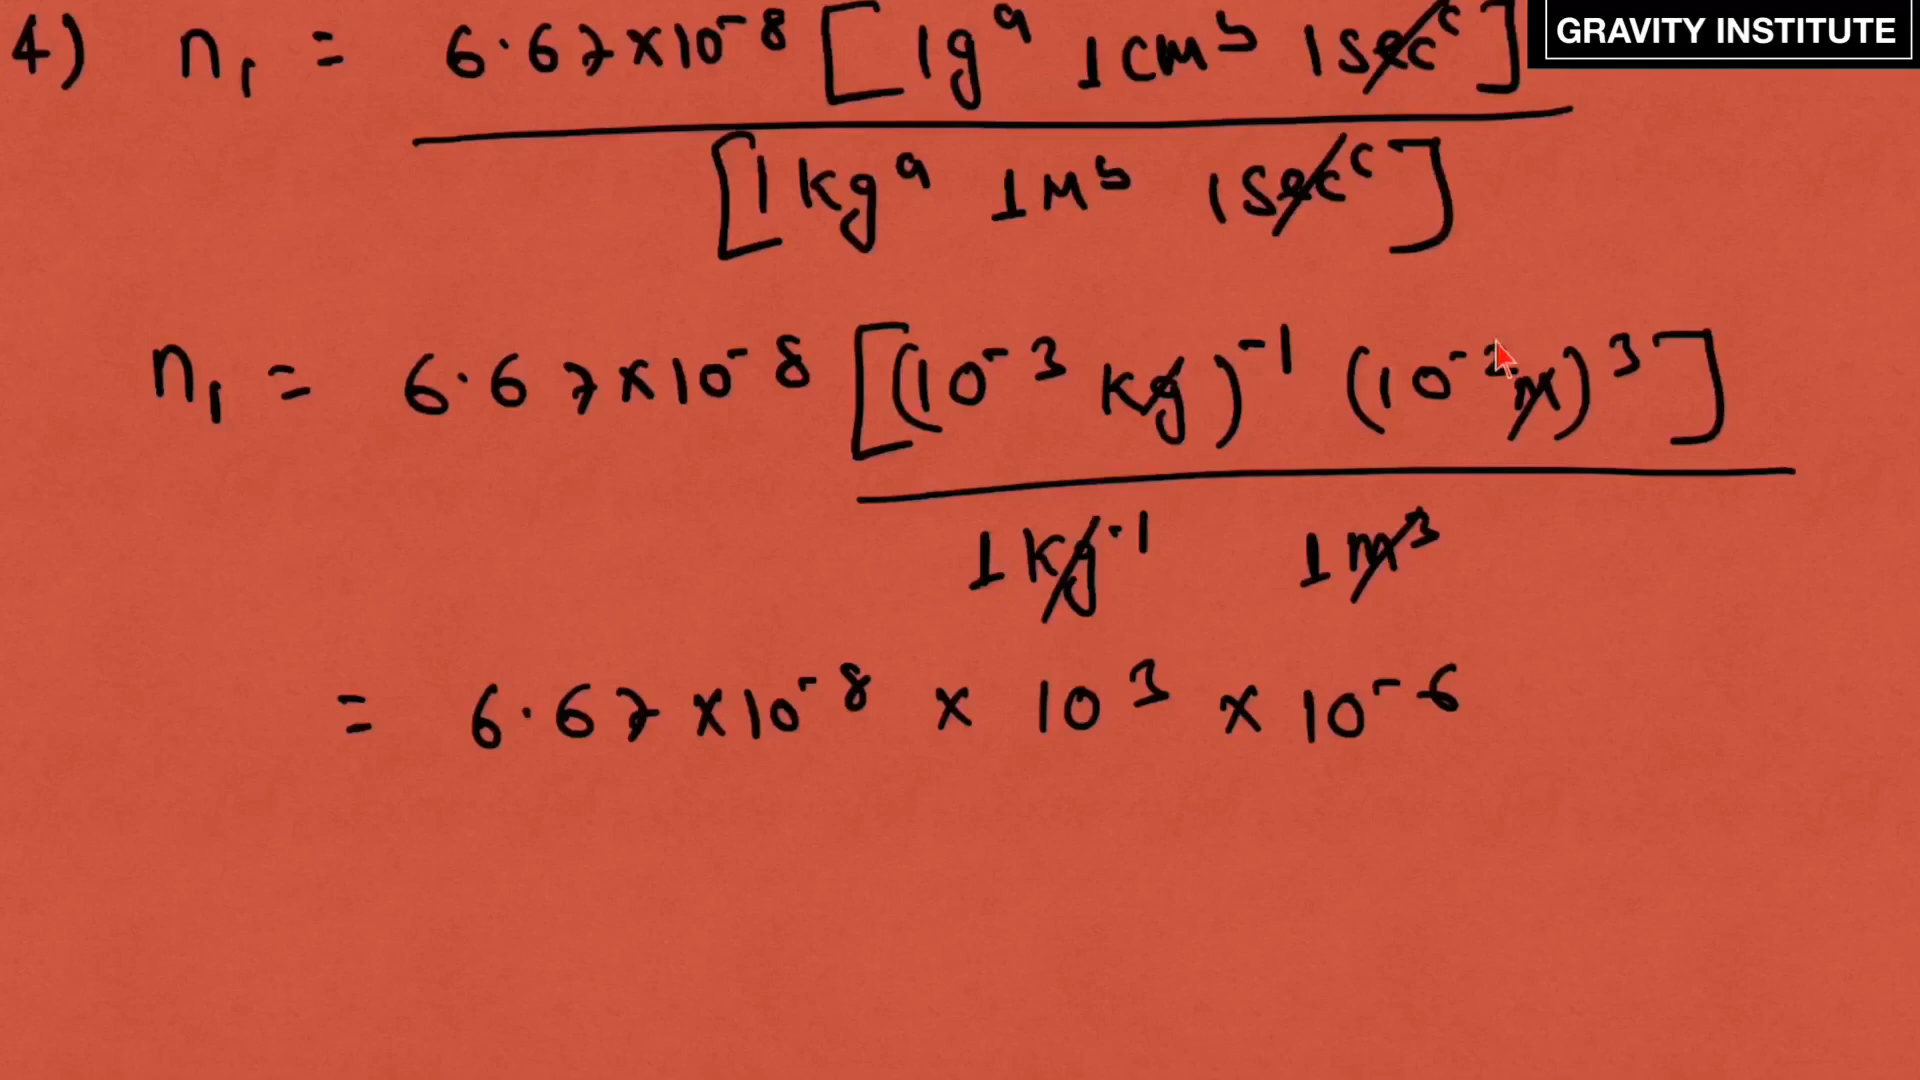 GRAVITY INSTITUTE
4) n₁ = 6.67×10⁻⁸ [1g^a 1cm^b 1sec^c]
[1kg^a 1M^b 1sec^c]
n₁ = 6.67×10⁻⁸ [(10⁻³ kg)⁻¹ (10⁻²m)³]
1kg⁻¹ 1m³
= 6.67×10⁻⁸ × 10³ × 10⁻⁶